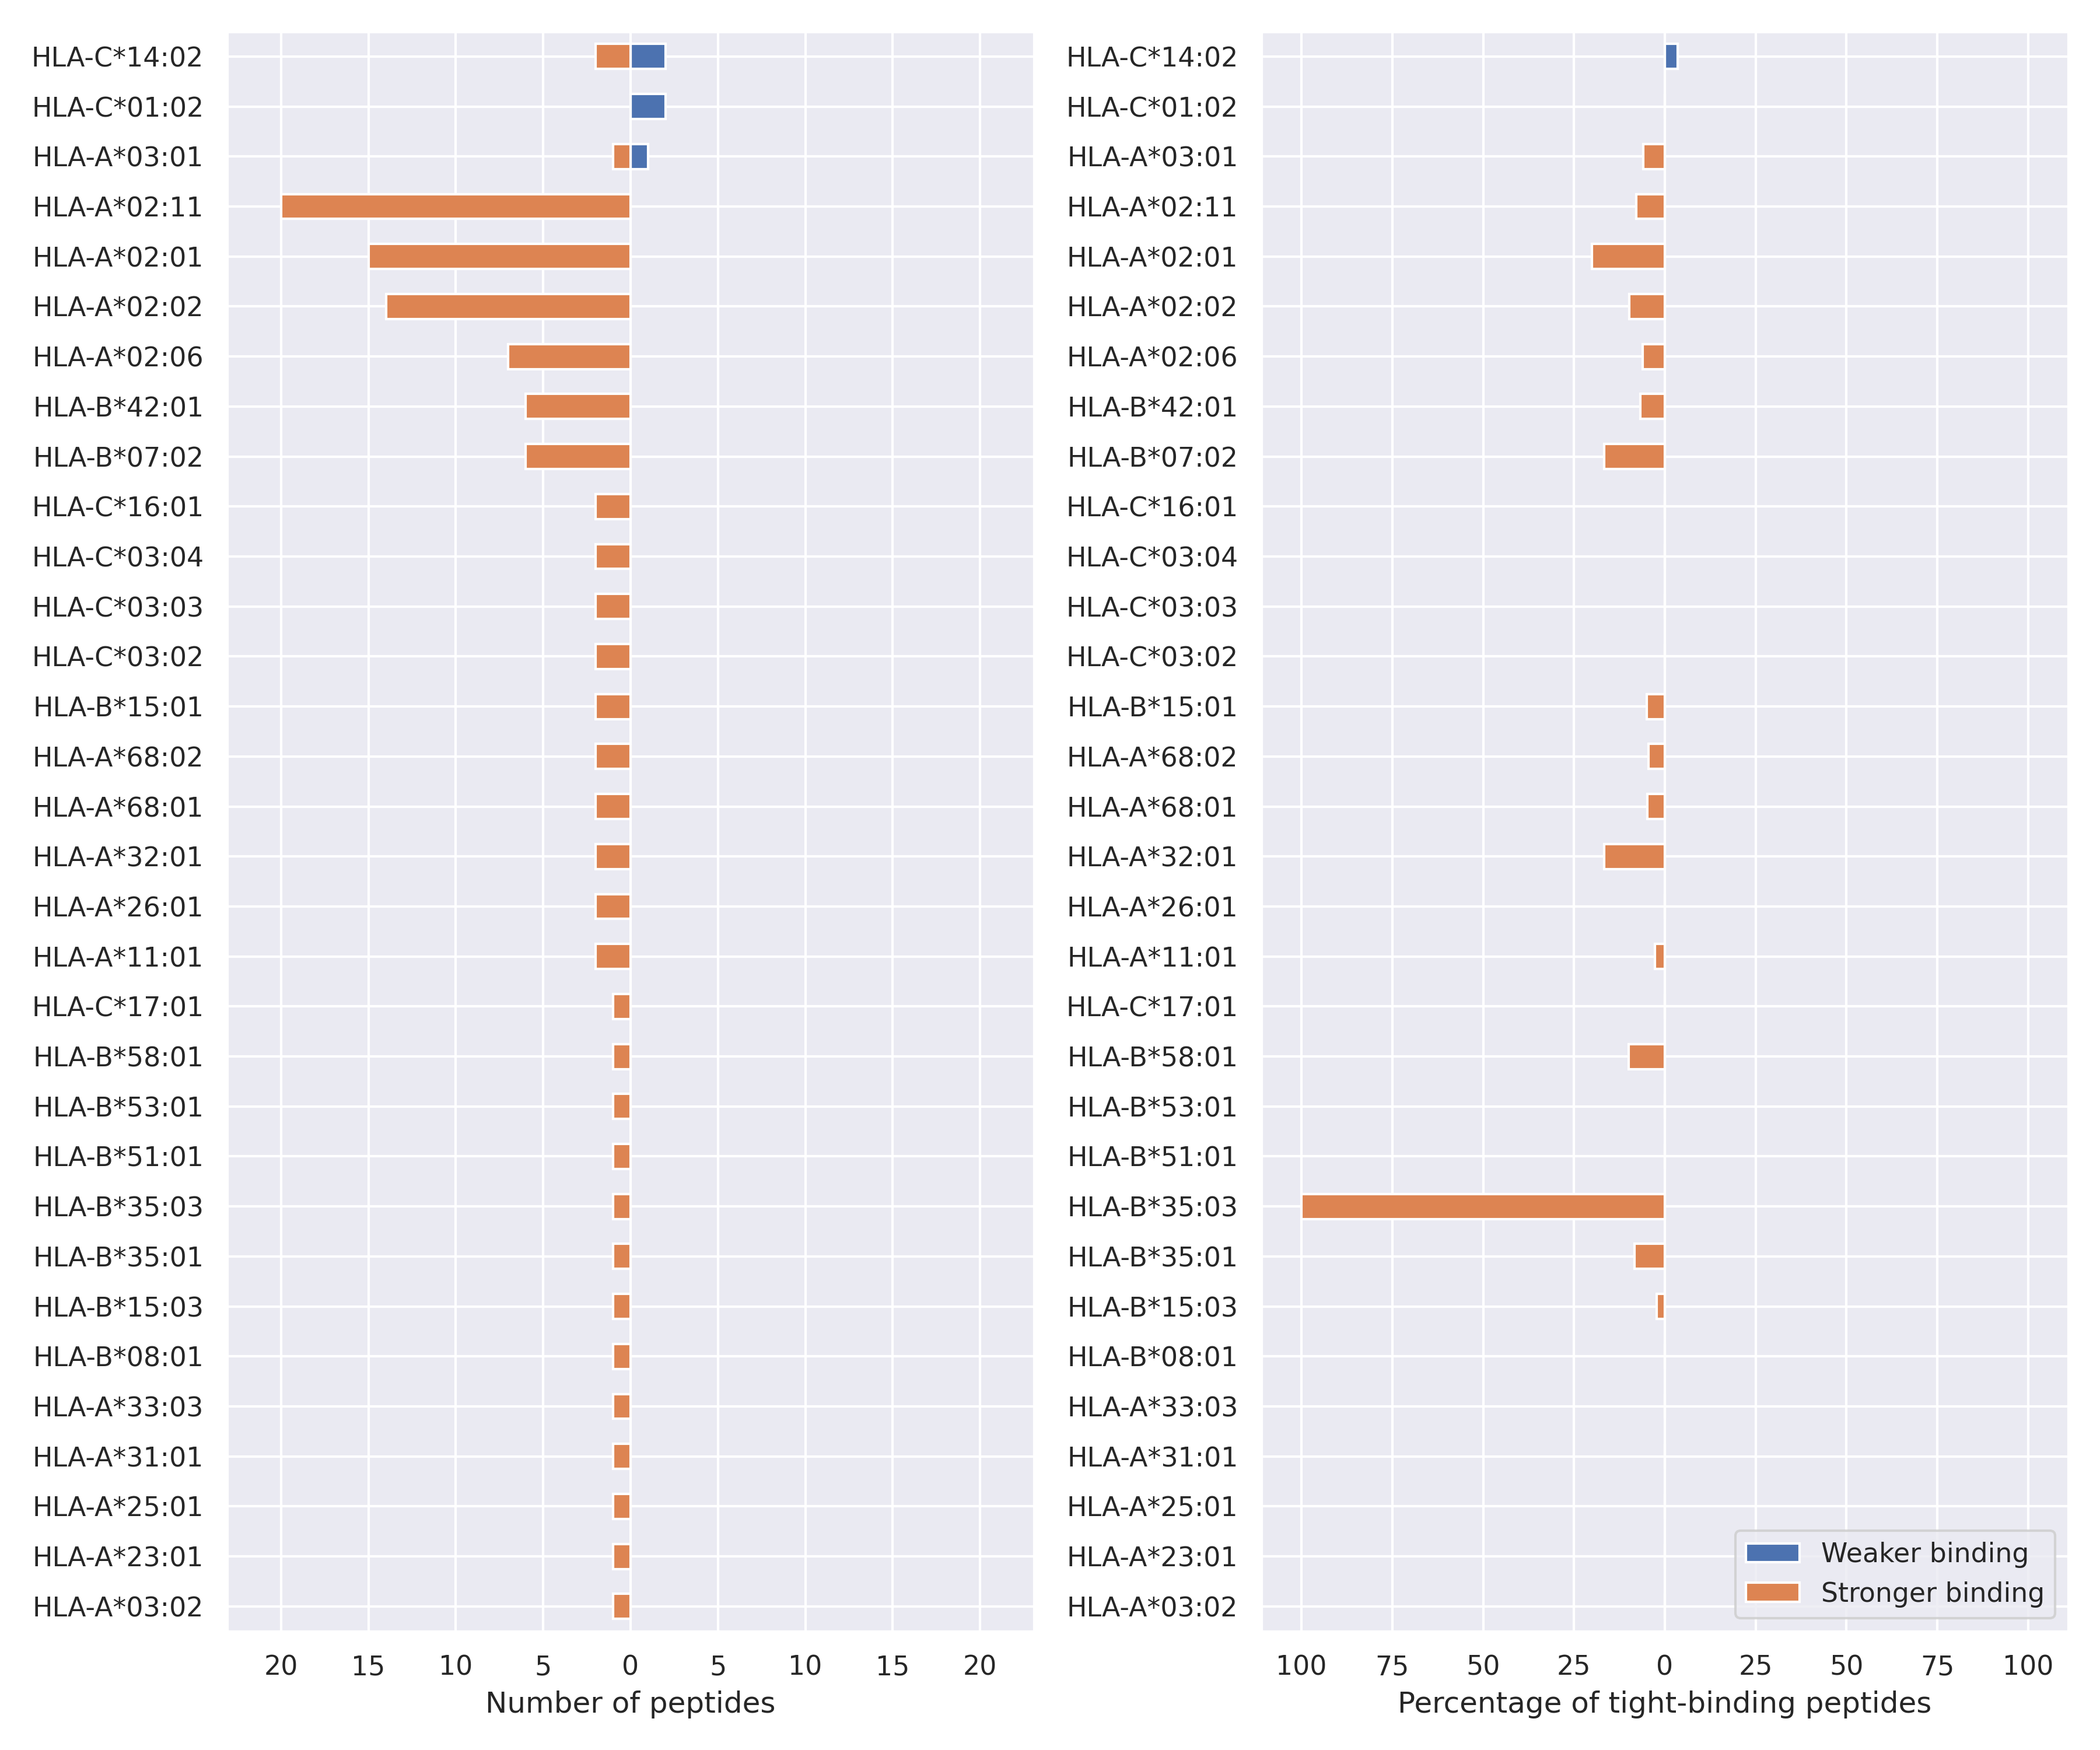 HLA-C*14:02
HLA-C*01:02
HLA-A*03:01
HLA-A*02:11
HLA-A*02:01
HLA-A*02:02
HLA-A*02:06
HLA-B*42:01
HLA-B*07:02
HLA-C*16:01
HLA-C*03:04
HLA-C*03:03
HLA-C*03:02
HLA-B*15:01
HLA-A*68:02
HLA-A*68:01
HLA-A*32:01
HLA-A*26:01
HLA-A*11:01
HLA-C*17:01
HLA-B*58:01
HLA-B*53:01
HLA-B*51:01
HLA-B*35:03
HLA-B*35:01
HLA-B*15:03
HLA-B*08:01
HLA-A*33:03
HLA-A*31:01
HLA-A*25:01
HLA-A*23:01
HLA-A*03:02
20 15 10 5 0 5 10 15 20
Number of peptides
HLA-C*14:02
HLA-C*01:02
HLA-A*03:01
HLA-A*02:11
HLA-A*02:01
HLA-A*02:02
HLA-A*02:06
HLA-B*42:01
HLA-B*07:02
HLA-C*16:01
HLA-C*03:04
HLA-C*03:03
HLA-C*03:02
HLA-B*15:01
HLA-A*68:02
HLA-A*68:01
HLA-A*32:01
HLA-A*26:01
HLA-A*11:01
HLA-C*17:01
HLA-B*58:01
HLA-B*53:01
HLA-B*51:01
HLA-B*35:03
HLA-B*35:01
HLA-B*15:03
HLA-B*08:01
HLA-A*33:03
HLA-A*31:01
HLA-A*25:01
HLA-A*23:01
HLA-A*03:02
Weaker binding
Stronger binding
100 75 50 25 0 25 50 75 100
Percentage of tight-binding peptides